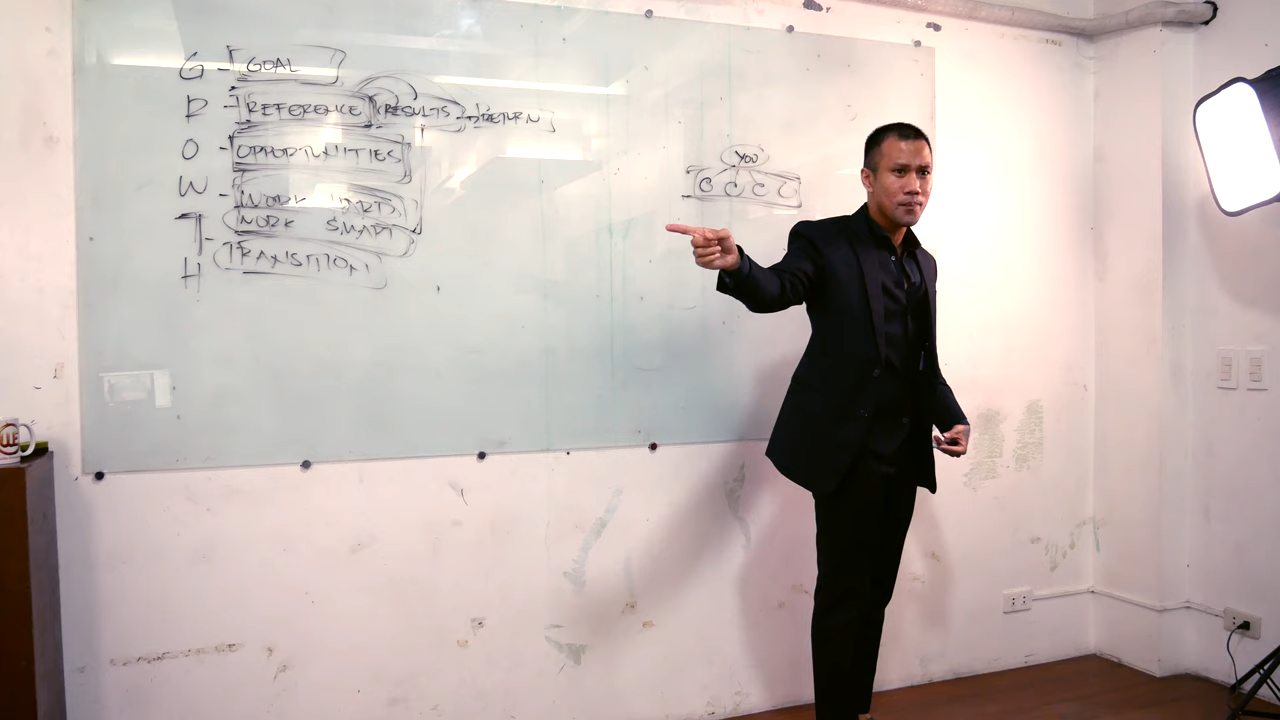 G - GOAL
R - REFERENCE RESULTS → RETURN
O - OPPORTUNITIES
W - WORK HARD
WORK SMART
T - TRANSITION
H
YOU
C C C C